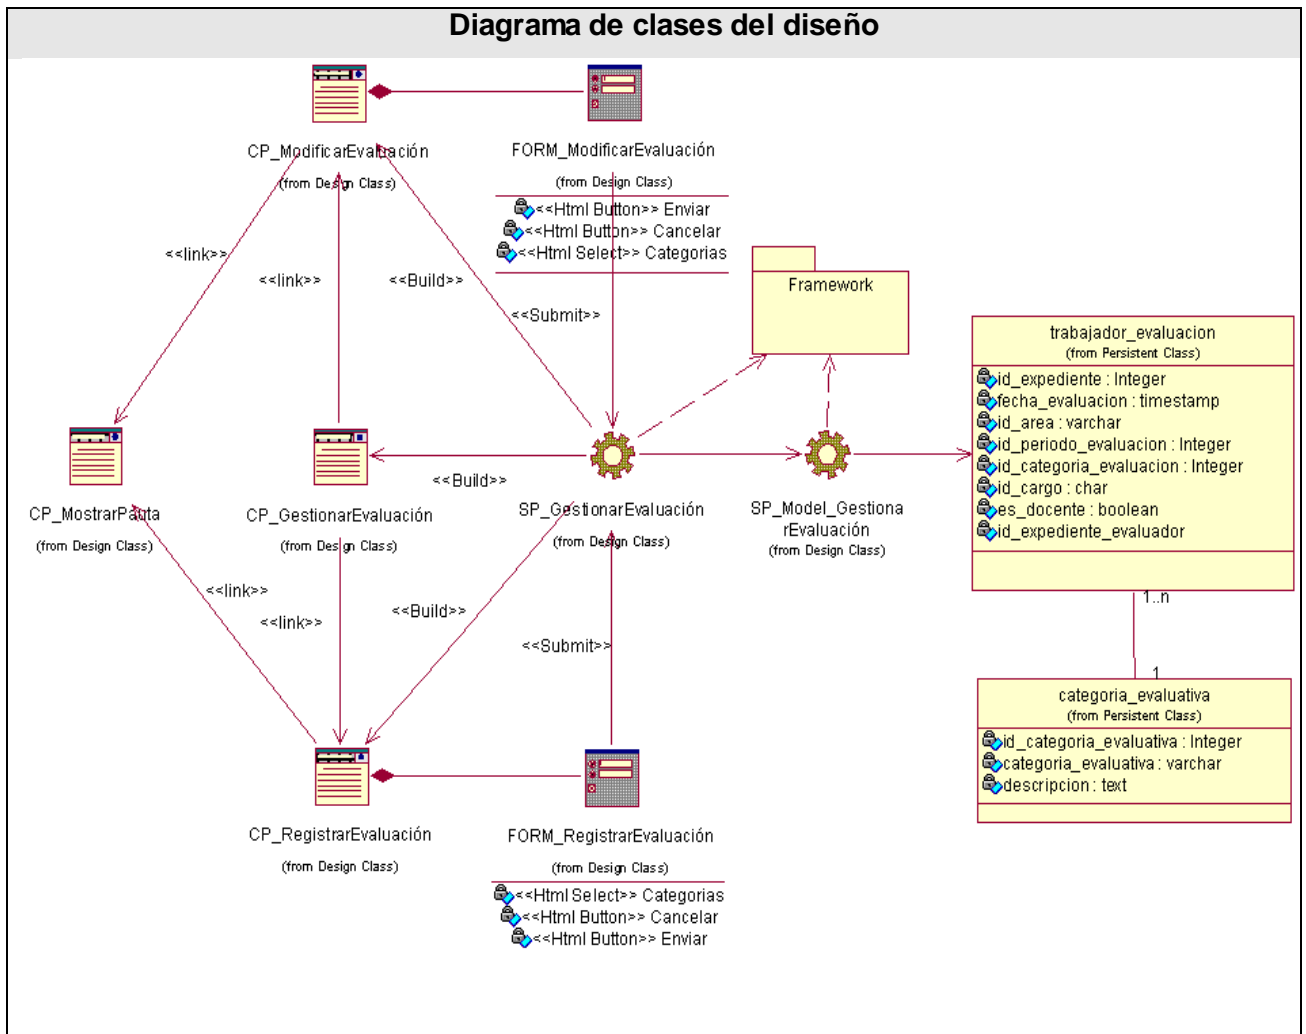 Diagrama de clases del diseño
CP_ModificarEvaluación
(from Design Class)
FORM_ModificarEvaluación
(from Design Class)
<<Html Button>> Enviar
<<Html Button>> Cancelar
<<Html Select>> Categorias
<<link>>
<<link>>
<<Build>>
<<Submit>>
Framework
trabajador_evaluacion
(from Persistent Class)
id_expediente : Integer
fecha_evaluacion : timestamp
id_area : varchar
id_periodo_evaluacion : Integer
id_categoria_evaluacion : Integer
id_cargo : char
es_docente : boolean
id_expediente_evaluador
CP_MostrarPauta
(from Design Class)
CP_GestionarEvaluación
(from Design Class)
<<Build>>
SP_GestionarEvaluación
(from Design Class)
SP_Model_Gestiona
rEvaluación
(from Design Class)
<<link>>
<<link>>
<<Build>>
<<Submit>>
1..n
1
categoria_evaluativa
(from Persistent Class)
id_categoria_evaluativa : Integer
categoria_evaluativa : varchar
descripcion : text
CP_RegistrarEvaluación
(from Design Class)
FORM_RegistrarEvaluación
(from Design Class)
<<Html Select>> Categorias
<<Html Button>> Cancelar
<<Html Button>> Enviar